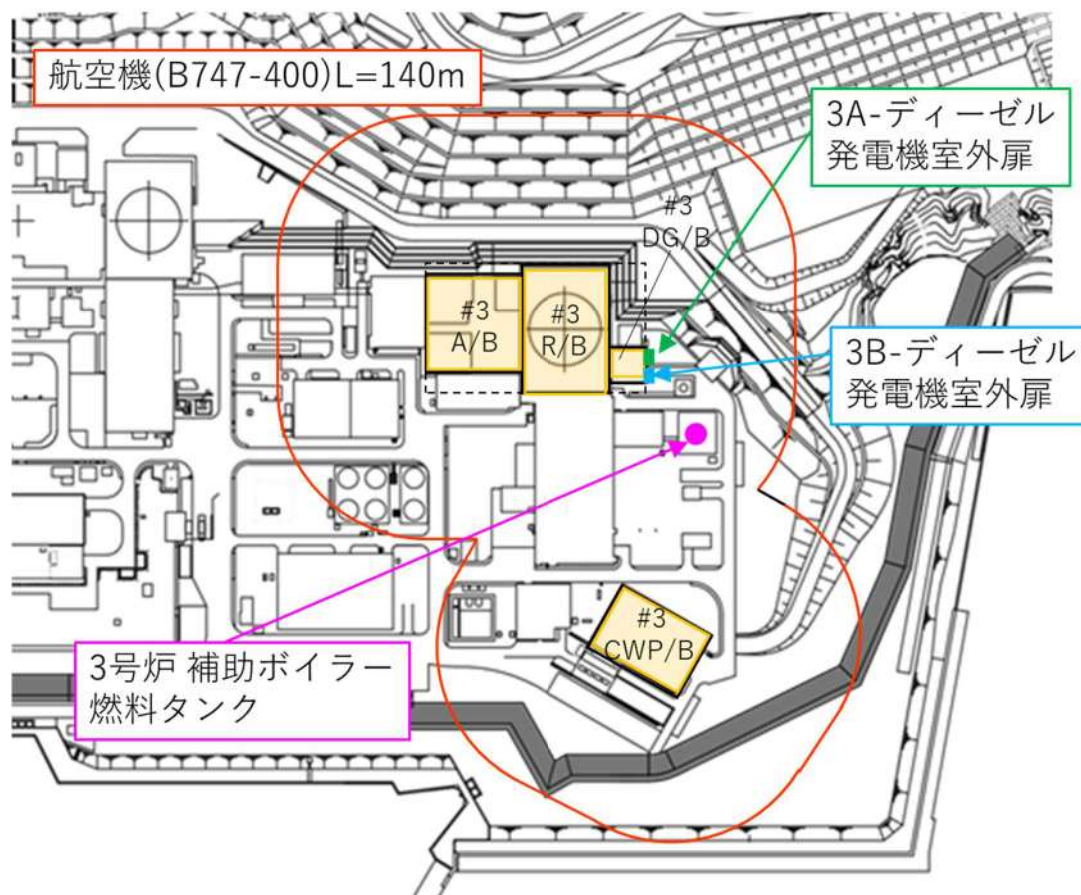 航空機(B747-400)L=140m
3A-ディーゼル
発電機室外扉
#3
DG/B
#3
A/B
#3
R/B
3B-ディーゼル
発電機室外扉
#3
CWP/B
3号炉 補助ボイラー
燃料タンク